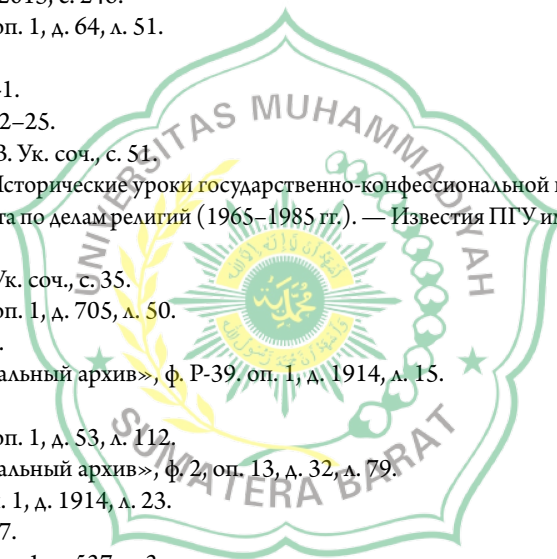 2015, с. 248.
оп. 1, д. 64, л. 51.
1.
2–25.
В. Ук. соч., с. 51.
Исторические уроки государственно-конфессиональной
та по делам религий (1965–1985 гг.). — Известия ПГУ им
Ук. соч., с. 35.
оп. 1, д. 705, л. 50.
альный архив», ф. Р-39. оп. 1, д. 1914, л. 15.
оп. 1, д. 53, л. 112.
альный архив», ф. 2, оп. 13, д. 32, л. 79.
. 1, д. 1914, л. 23.
7.
UNIVERSITAS MUHAMMADIYAH
SUMATERA BARAT